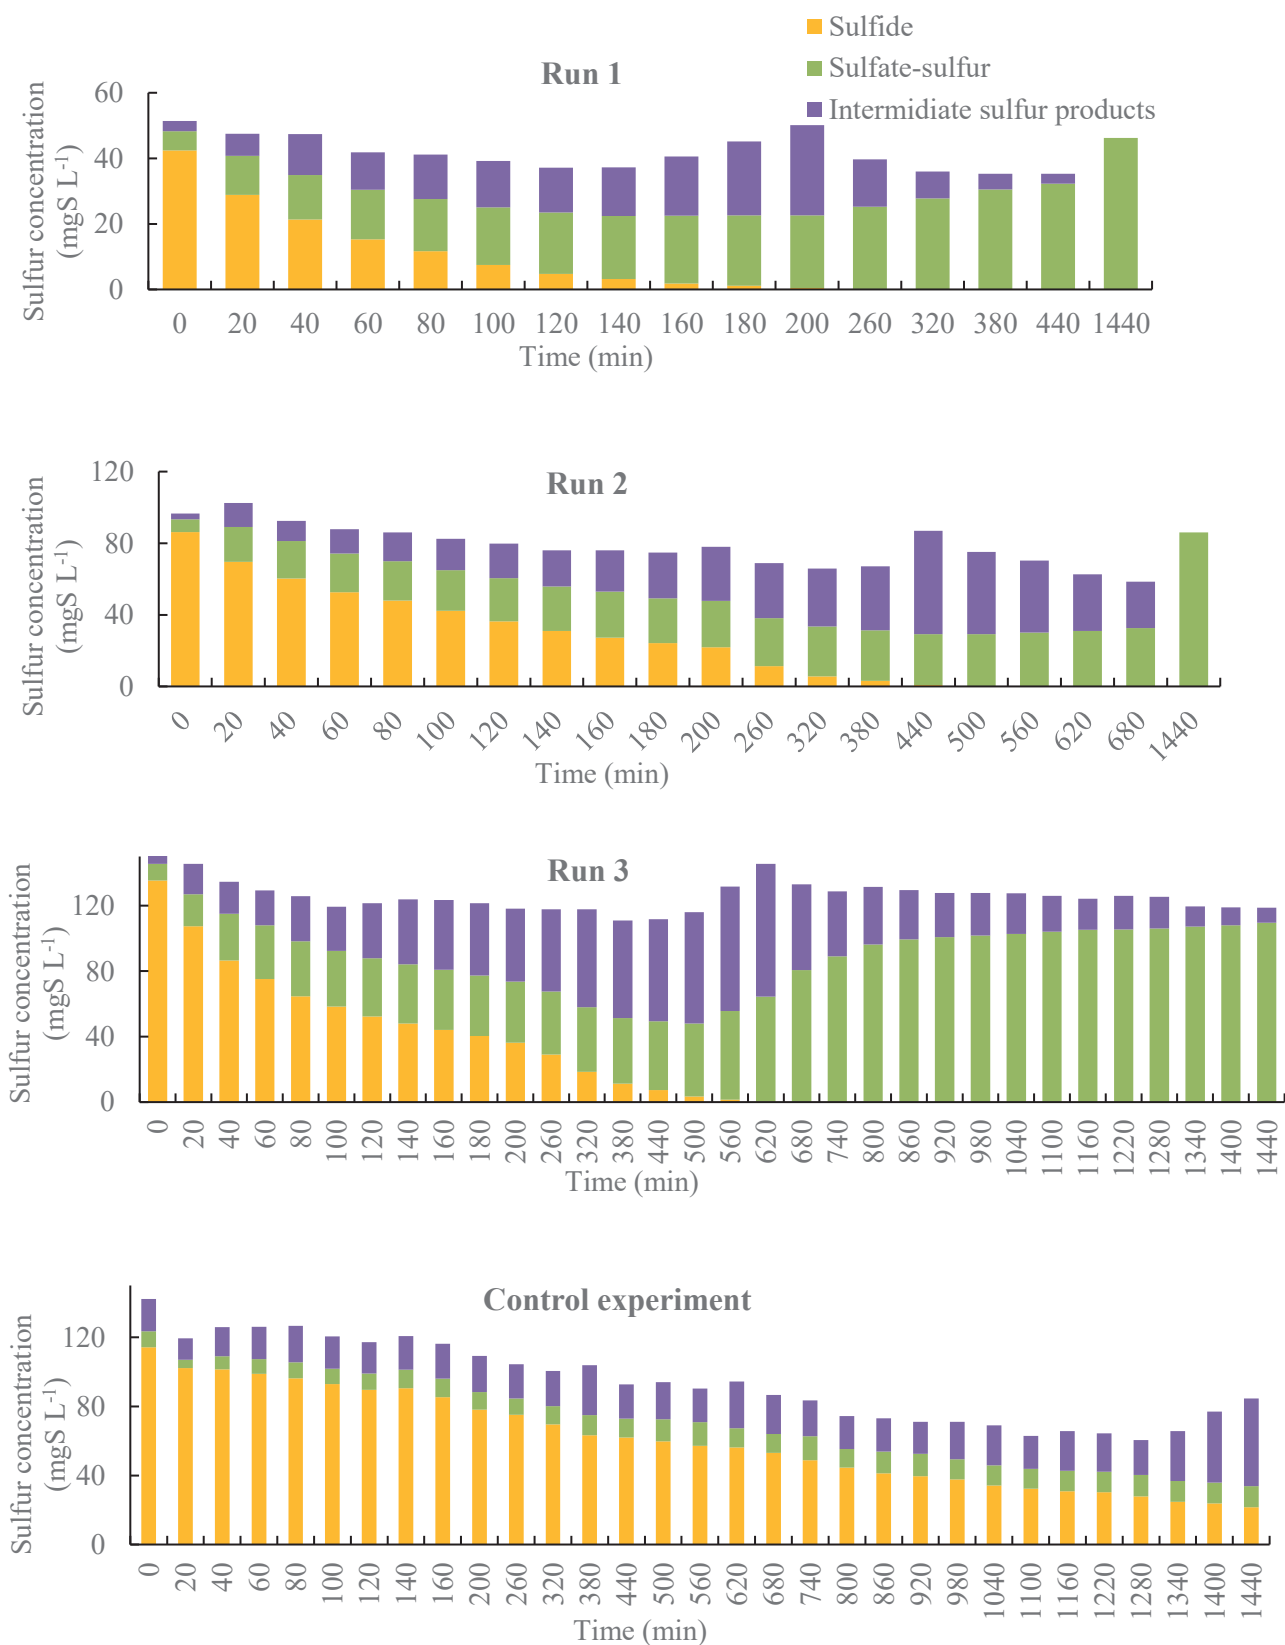 Sulfide
Sulfate-sulfur
Intermidiate sulfur products
Run 1
Sulfur concentration
(mgS L-1)
60
40
20
0
0 20 40 60 80 100 120 140 160 180 200 260 320 380 440 1440
Time (min)
Run 2
Sulfur concentration
(mgS L-1)
120
80
40
0
0 20 40 60 80 100 120 140 160 180 200 260 320 380 440 500 560 620 680 1440
Time (min)
Run 3
Sulfur concentration
(mgS L-1)
120
80
40
0
0 20 40 60 80 100 120 140 160 180 200 260 320 380 440 500 560 620 680 740 800 860 920 980 1040 1100 1160 1220 1280 1340 1400 1440
Time (min)
Control experiment
Sulfur concentration
(mgS L-1)
120
80
40
0
0 20 40 60 80 100 120 140 160 200 260 320 380 440 500 560 620 680 740 800 860 920 980 1040 1100 1160 1220 1280 1340 1400 1440
Time (min)